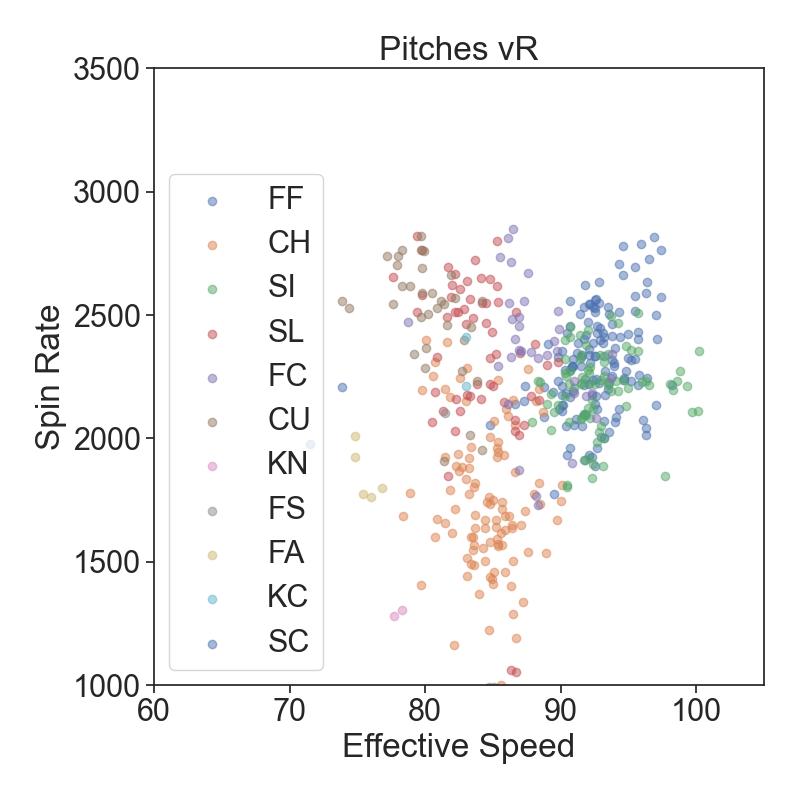 Pitches vR
3500
3000
2500
2000
1500
1000
Spin Rate
FF
CH
SI
SL
FC
CU
KN
FS
FA
KC
SC
60 70 80 90 100
Effective Speed